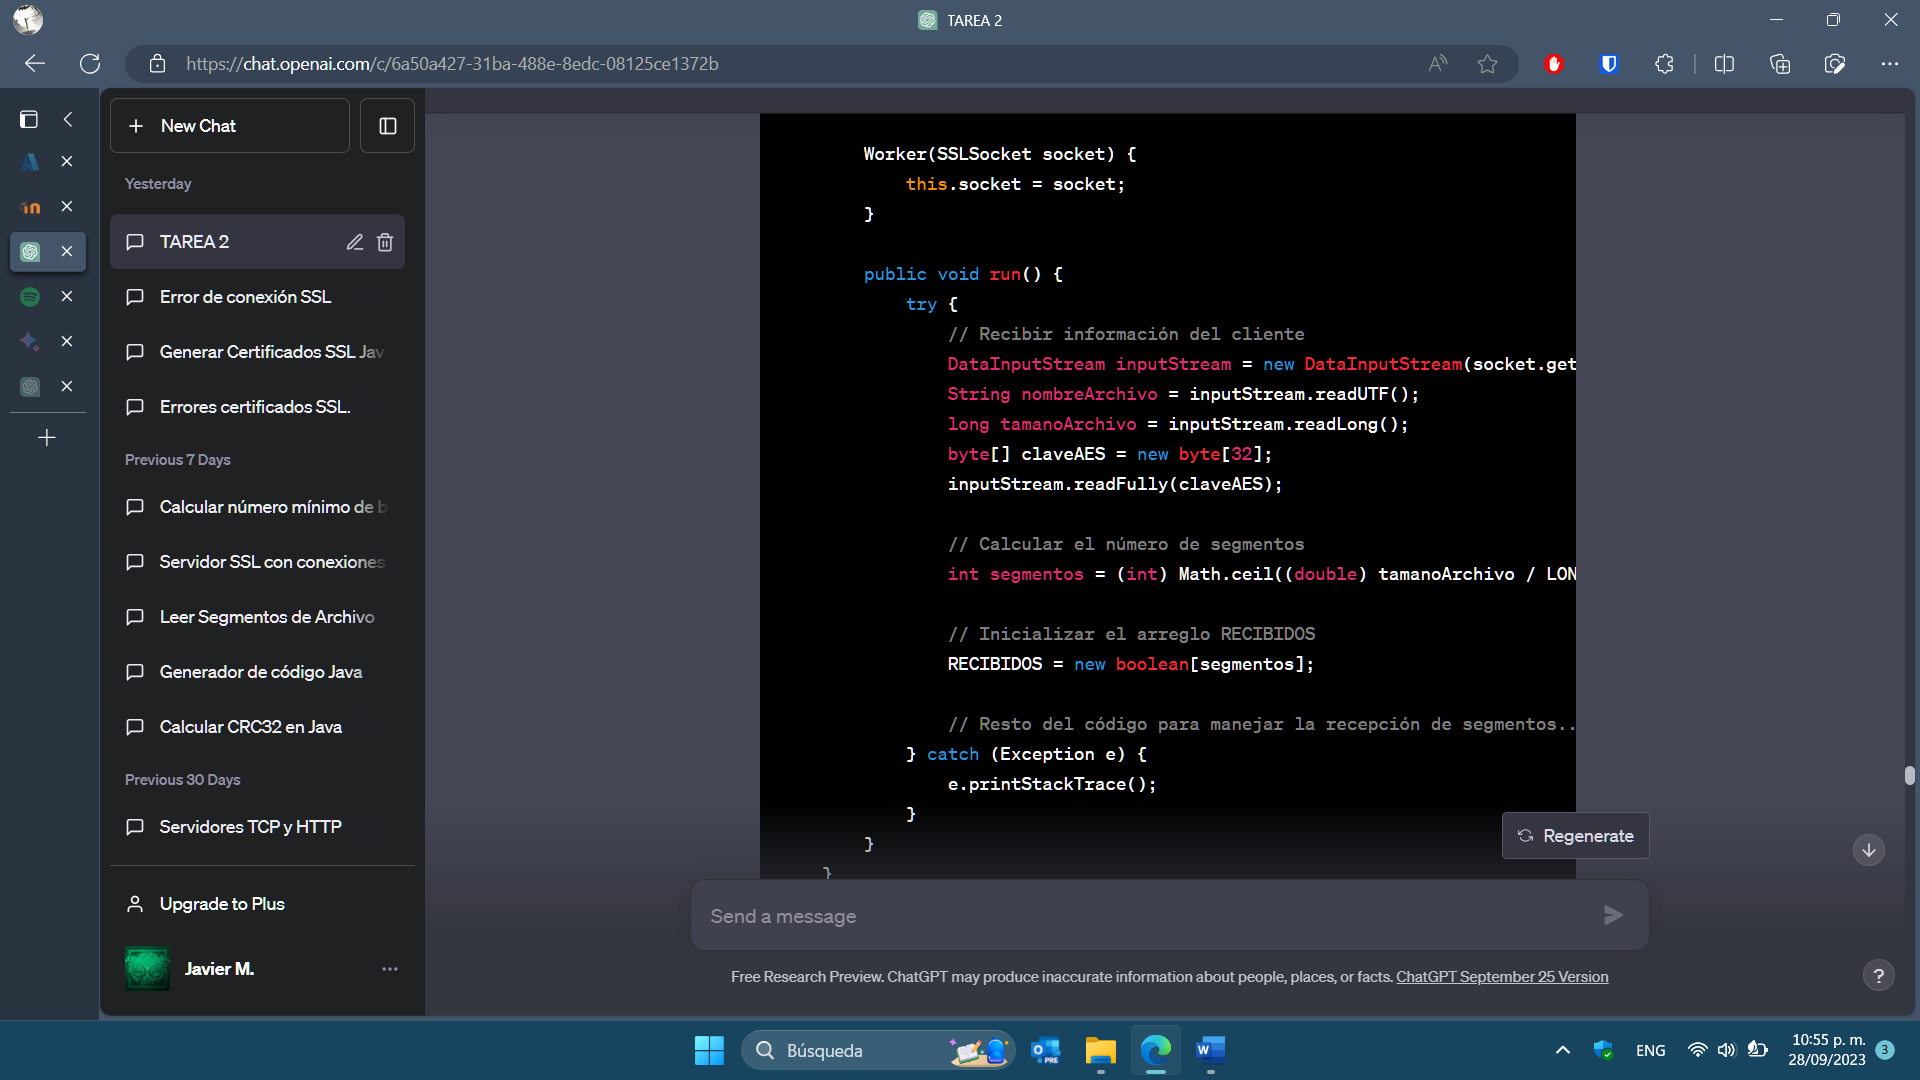 TAREA 2
https://chat.openai.com/c/6a50a427-31ba-488e-8edc-08125ce1372b
New Chat
Yesterday
TAREA 2
Error de conexión SSL
Generar Certificados SSL Jav
Errores certificados SSL.
Previous 7 Days
Calcular número mínimo de b
Servidor SSL con conexiones
Leer Segmentos de Archivo
Generador de código Java
Calcular CRC32 en Java
Previous 30 Days
Servidores TCP y HTTP
Upgrade to Plus
Javier M.
Worker(SSLSocket socket) {
this.socket = socket;
}
public void run() {
try {
// Recibir información del cliente
DataInputStream inputStream = new DataInputStream(socket.get
String nombreArchivo = inputStream.readUTF();
long tamanoArchivo = inputStream.readLong();
byte[] claveAES = new byte[32];
inputStream.readFully(claveAES);
// Calcular el número de segmentos
int segmentos = (int) Math.ceil((double) tamanoArchivo / LON
// Inicializar el arreglo RECIBIDOS
RECIBIDOS = new boolean[segmentos];
// Resto del código para manejar la recepción de segmentos..
} catch (Exception e) {
e.printStackTrace();
}
}
}
Regenerate
Send a message
Free Research Preview. ChatGPT may produce inaccurate information about people, places, or facts. ChatGPT September 25 Version
?
Búsqueda
ENG
10:55 p. m.
28/09/2023
3